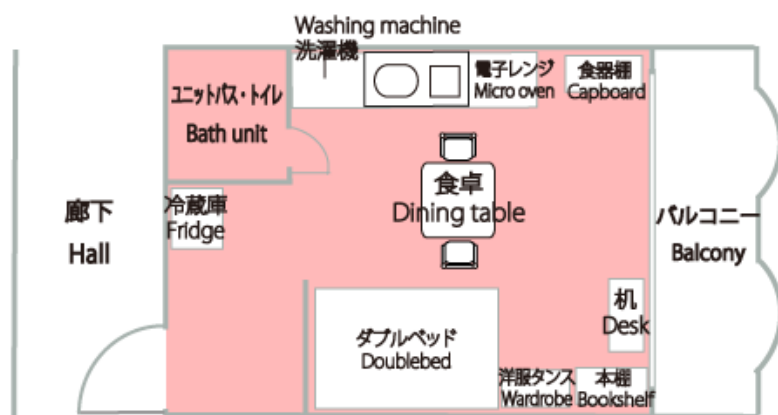 Washing machine
洗濯機
電子レンジ
Micro oven
食器棚
Capboard
ユニットバス・トイレ
Bath unit
食卓
Dining table
冷蔵庫
Fridge
廊下
Hall
バルコニー
Balcony
机
Desk
ダブルベッド
Doublebed
洋服タンス
Wardrobe
本棚
Bookshelf